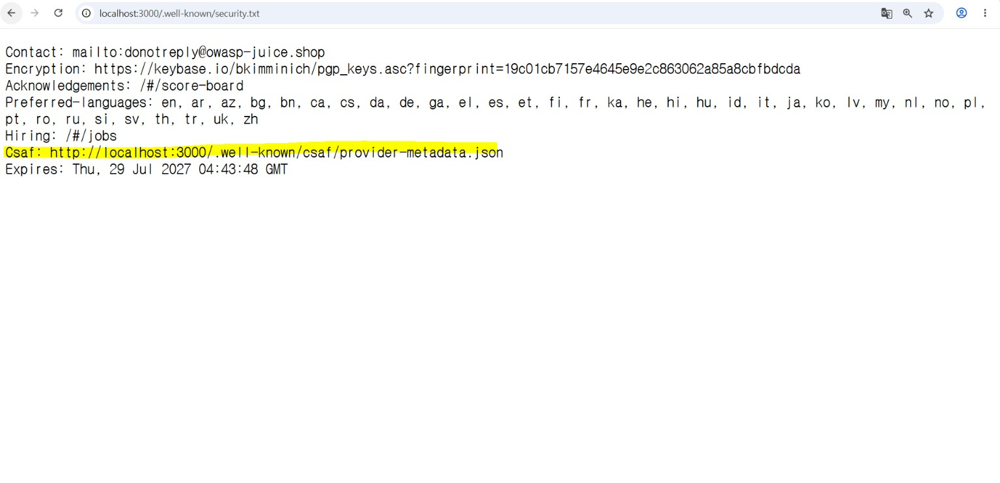 localhost:3000/.well-known/security.txt
Contact: mailto:donotreply@owasp-juice.shop
Encryption: https://keybase.io/bkimminich/pgp_keys.asc?fingerprint=19c01cb7157e4645e9e2c863062a85a8cbfbdcda
Acknowledgements: /#/score-board
Preferred-languages: en, ar, az, bg, bn, ca, cs, da, de, ga, el, es, et, fi, fr, ka, he, hi, hu, id, it, ja, ko, lv, my, nl, no, pl,
pt, ro, ru, si, sv, th, tr, uk, zh
Hiring: /#/jobs
Csaf: http://localhost:3000/.well-known/csaf/provider-metadata.json
Expires: Thu, 29 Jul 2027 04:43:48 GMT